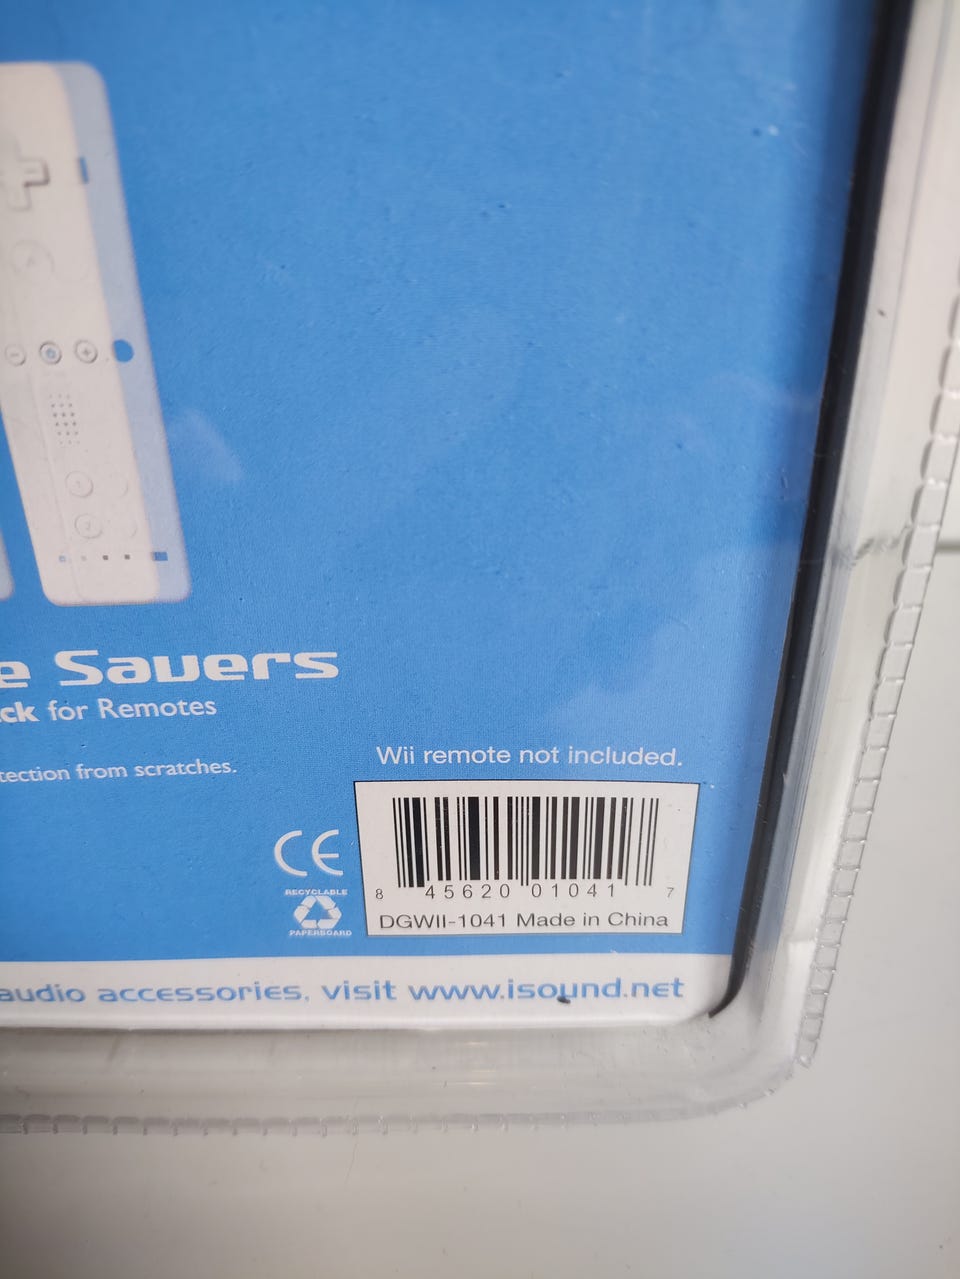 e Savers
ck for Remotes
tection from scratches.
Wii remote not included.
8 45620 01041 7
DGWII-1041 Made in China
CE
RECYCLABLE
PAPERBOARD
audio accessories, visit www.isound.net